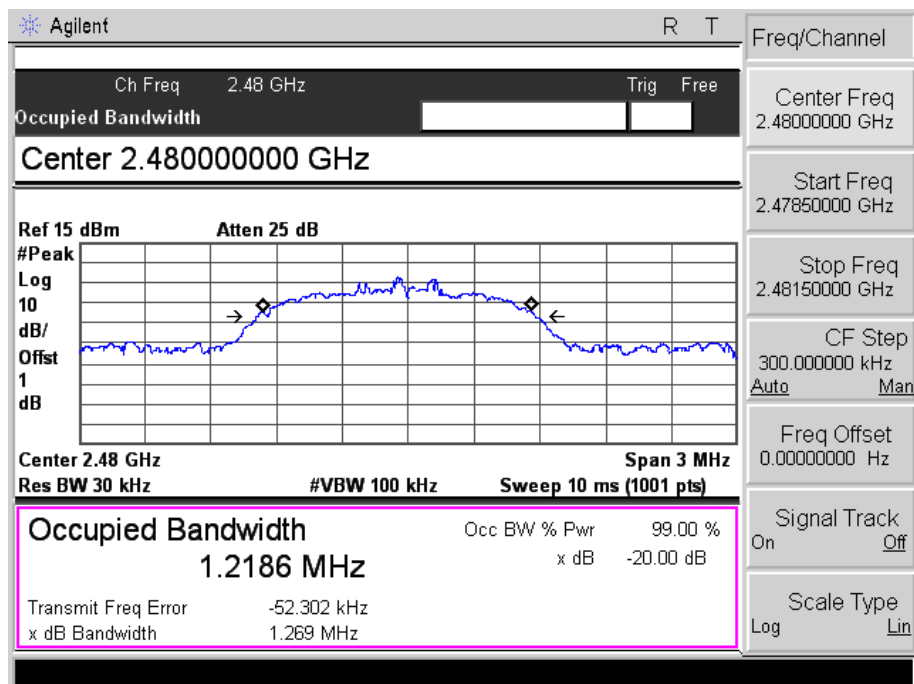 Agilent R T
Ch Freq 2.48 GHz Trig Free
Occupied Bandwidth
Center 2.480000000 GHz
Ref 15 dBm Atten 25 dB
#Peak
Log
10
dB/
Offst
1
dB
Center 2.48 GHz Span 3 MHz
Res BW 30 kHz #VBW 100 kHz Sweep 10 ms (1001 pts)
Occupied Bandwidth
1.2186 MHz
Occ BW % Pwr 99.00 %
x dB -20.00 dB
Transmit Freq Error -52.302 kHz
x dB Bandwidth 1.269 MHz
Freq/Channel
Center Freq
2.48000000 GHz
Start Freq
2.47850000 GHz
Stop Freq
2.48150000 GHz
CF Step
300.000000 kHz
Auto Man
Freq Offset
0.00000000 Hz
Signal Track
On Off
Scale Type
Log Lin